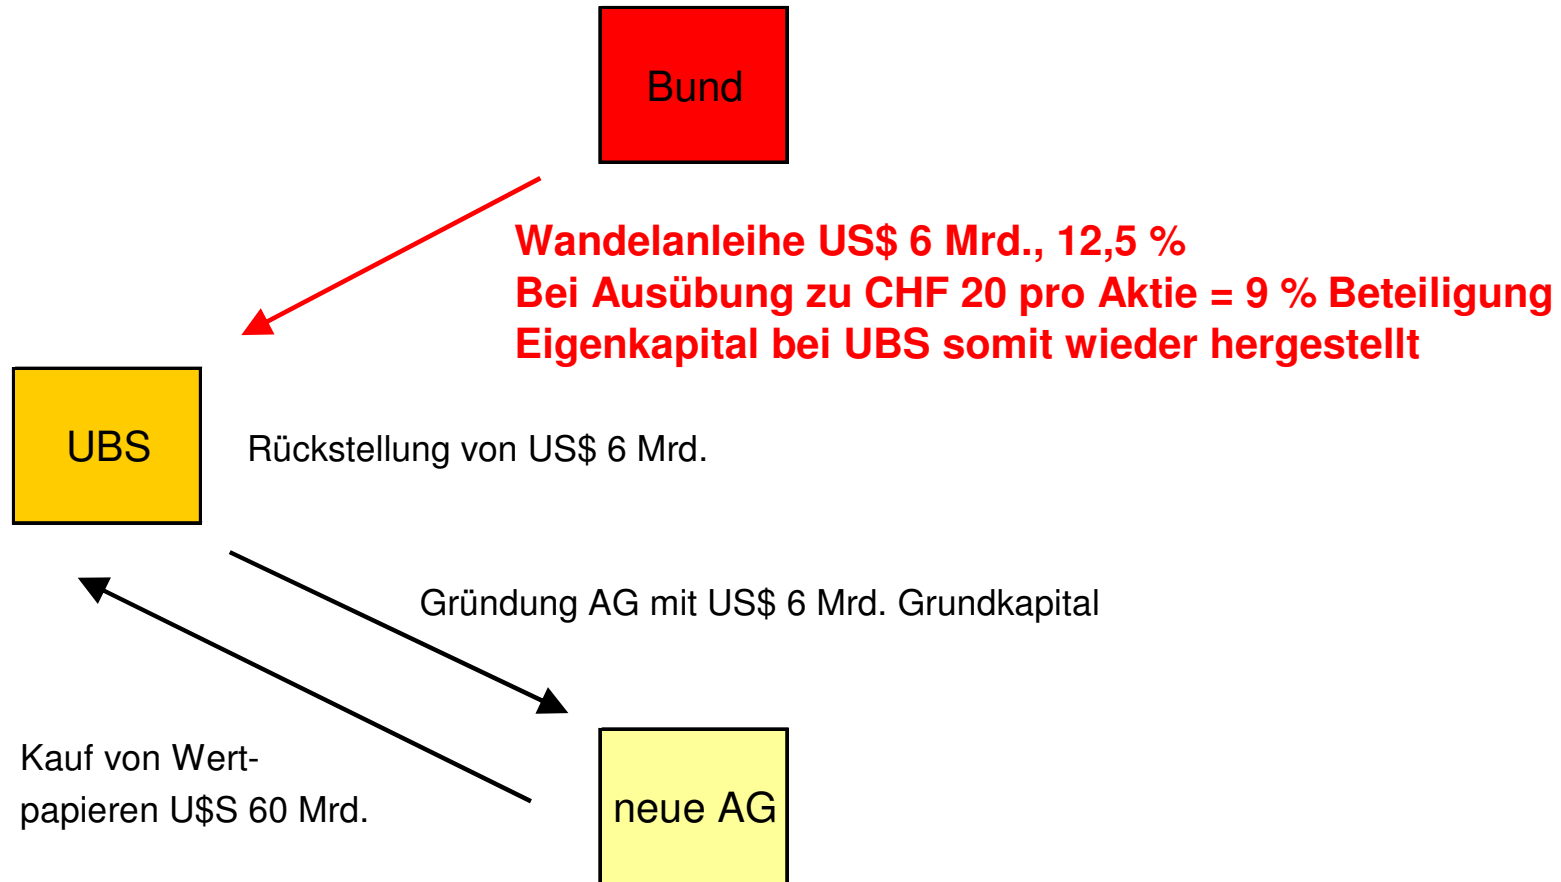 Bund
Wandelanleihe US$ 6 Mrd., 12,5 %
Bei Ausübung zu CHF 20 pro Aktie = 9 % Beteiligung
Eigenkapital bei UBS somit wieder hergestellt
UBS
Rückstellung von US$ 6 Mrd.
Gründung AG mit US$ 6 Mrd. Grundkapital
Kauf von Wert-
papieren U$S 60 Mrd.
neue AG